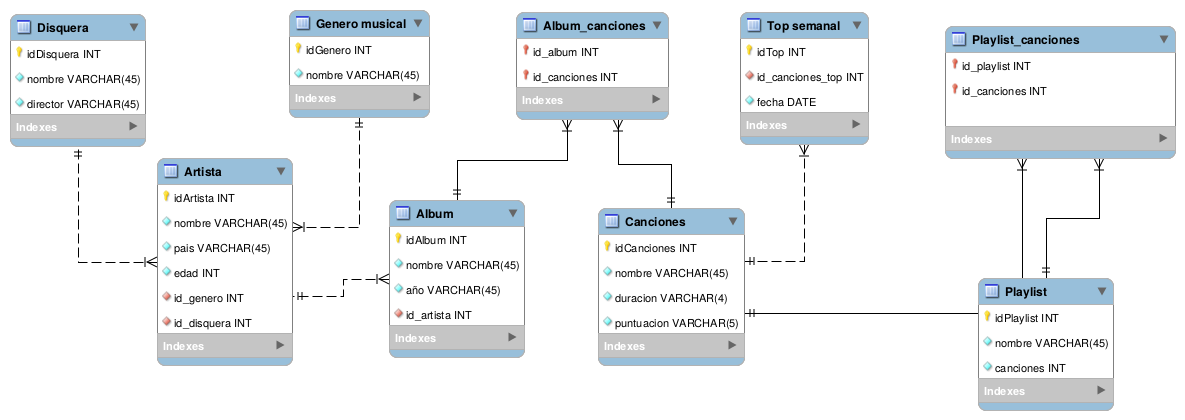 Disquera
idDisquera INT
nombre VARCHAR(45)
director VARCHAR(45)
Indexes
Genero musical
idGenero INT
nombre VARCHAR(45)
Indexes
Album_canciones
id_album INT
id_canciones INT
Indexes
Top semanal
idTop INT
id_canciones_top INT
fecha DATE
Indexes
Playlist_canciones
id_playlist INT
id_canciones INT
Indexes
Artista
idArtista INT
nombre VARCHAR(45)
pais VARCHAR(45)
edad INT
id_genero INT
id_disquera INT
Indexes
Album
idAlbum INT
nombre VARCHAR(45)
año VARCHAR(45)
id_artista INT
Indexes
Canciones
idCanciones INT
nombre VARCHAR(45)
duracion VARCHAR(4)
puntuacion VARCHAR(5)
Indexes
Playlist
idPlaylist INT
nombre VARCHAR(45)
canciones INT
Indexes